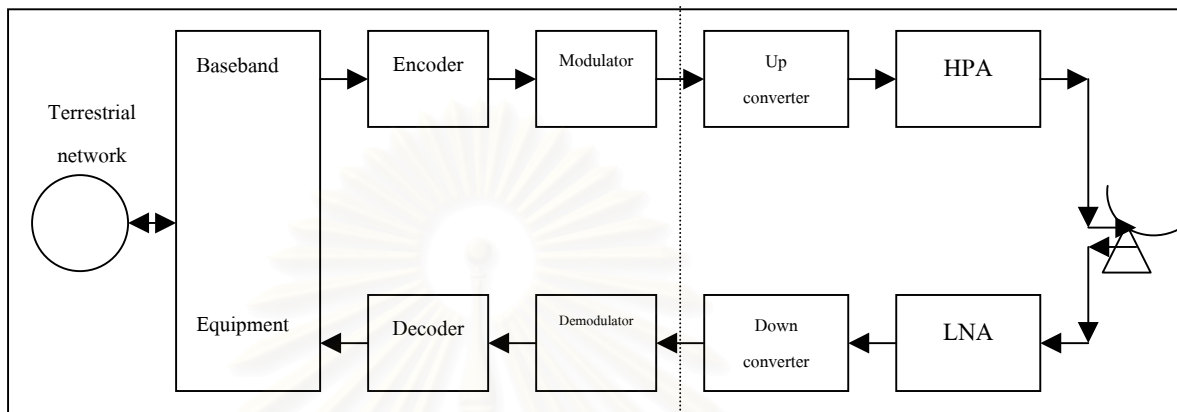 Baseband
Encoder
Modulator
Up
converter
HPA
Terrestrial
network
Equipment
Decoder
Demodulator
Down
converter
LNA